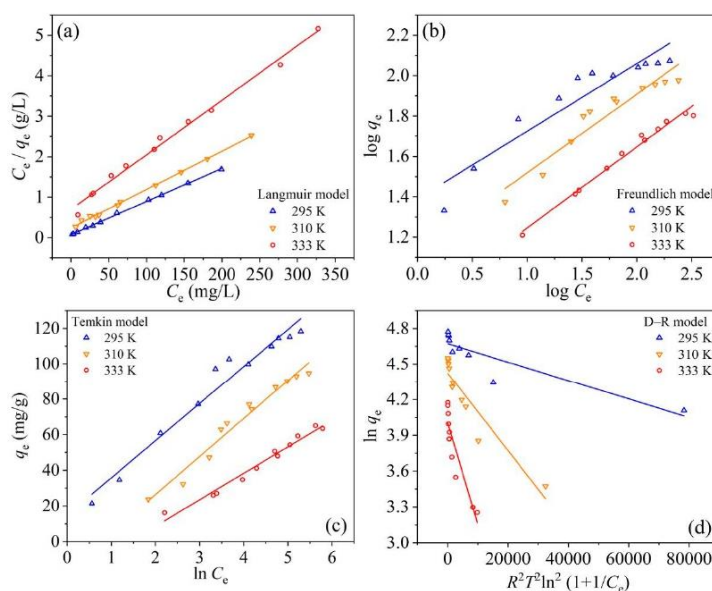 (a)
C_e / q_e (g/L)
5
4
3
2
1
0
Langmuir model
295 K
310 K
333 K
0 50 100 150 200 250 300 350
C_e (mg/L)
(b)
log q_e
2.2
2.0
1.8
1.6
1.4
1.2
Freundlich model
295 K
310 K
333 K
0.0 0.5 1.0 1.5 2.0 2.5
log C_e
Temkin model
295 K
310 K
333 K
q_e (mg/g)
120
100
80
60
40
20
0
(c)
0 1 2 3 4 5 6
ln C_e
D–R model
295 K
310 K
333 K
ln q_e
4.8
4.5
4.2
3.9
3.6
3.3
3.0
(d)
0 20000 40000 60000 80000
R²T²ln² (1+1/C_e)